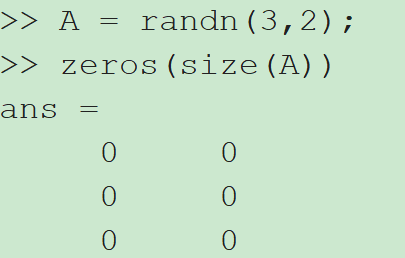 >> A = randn(3,2);
>> zeros(size(A))
ans =
0 0
0 0
0 0